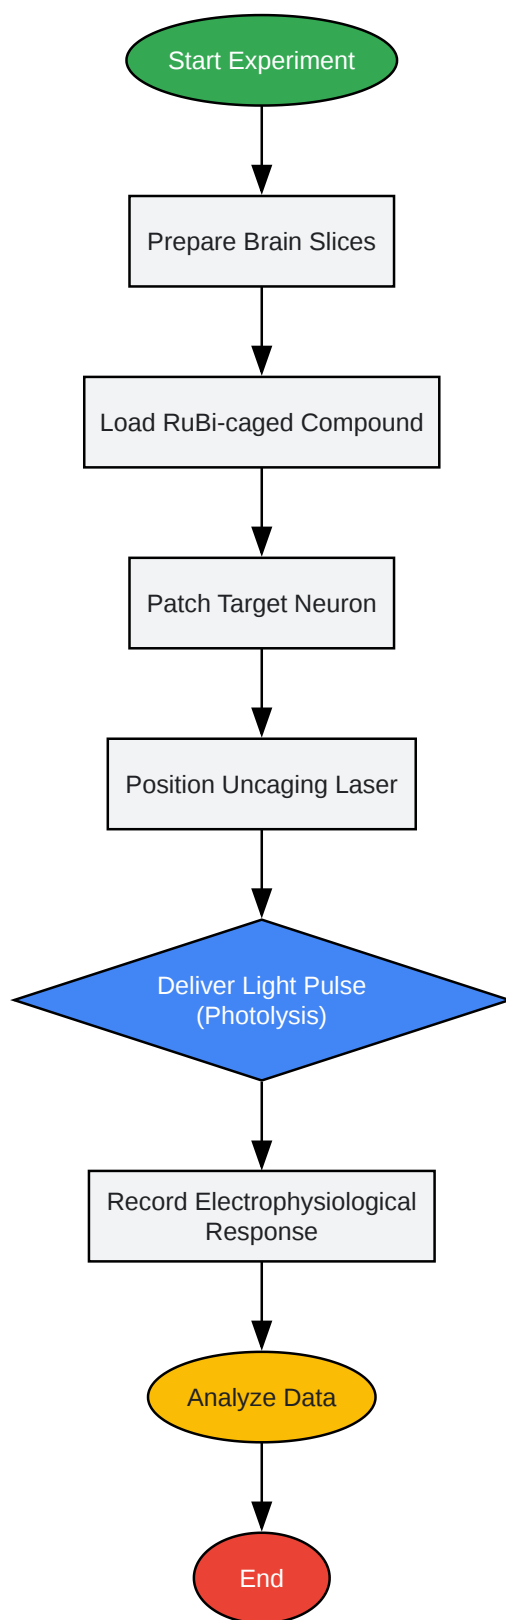 Start Experiment
Prepare Brain Slices
Load RuBi-caged Compound
Patch Target Neuron
Position Uncaging Laser
Deliver Light Pulse
(Photolysis)
Record Electrophysiological
Response
Analyze Data
End